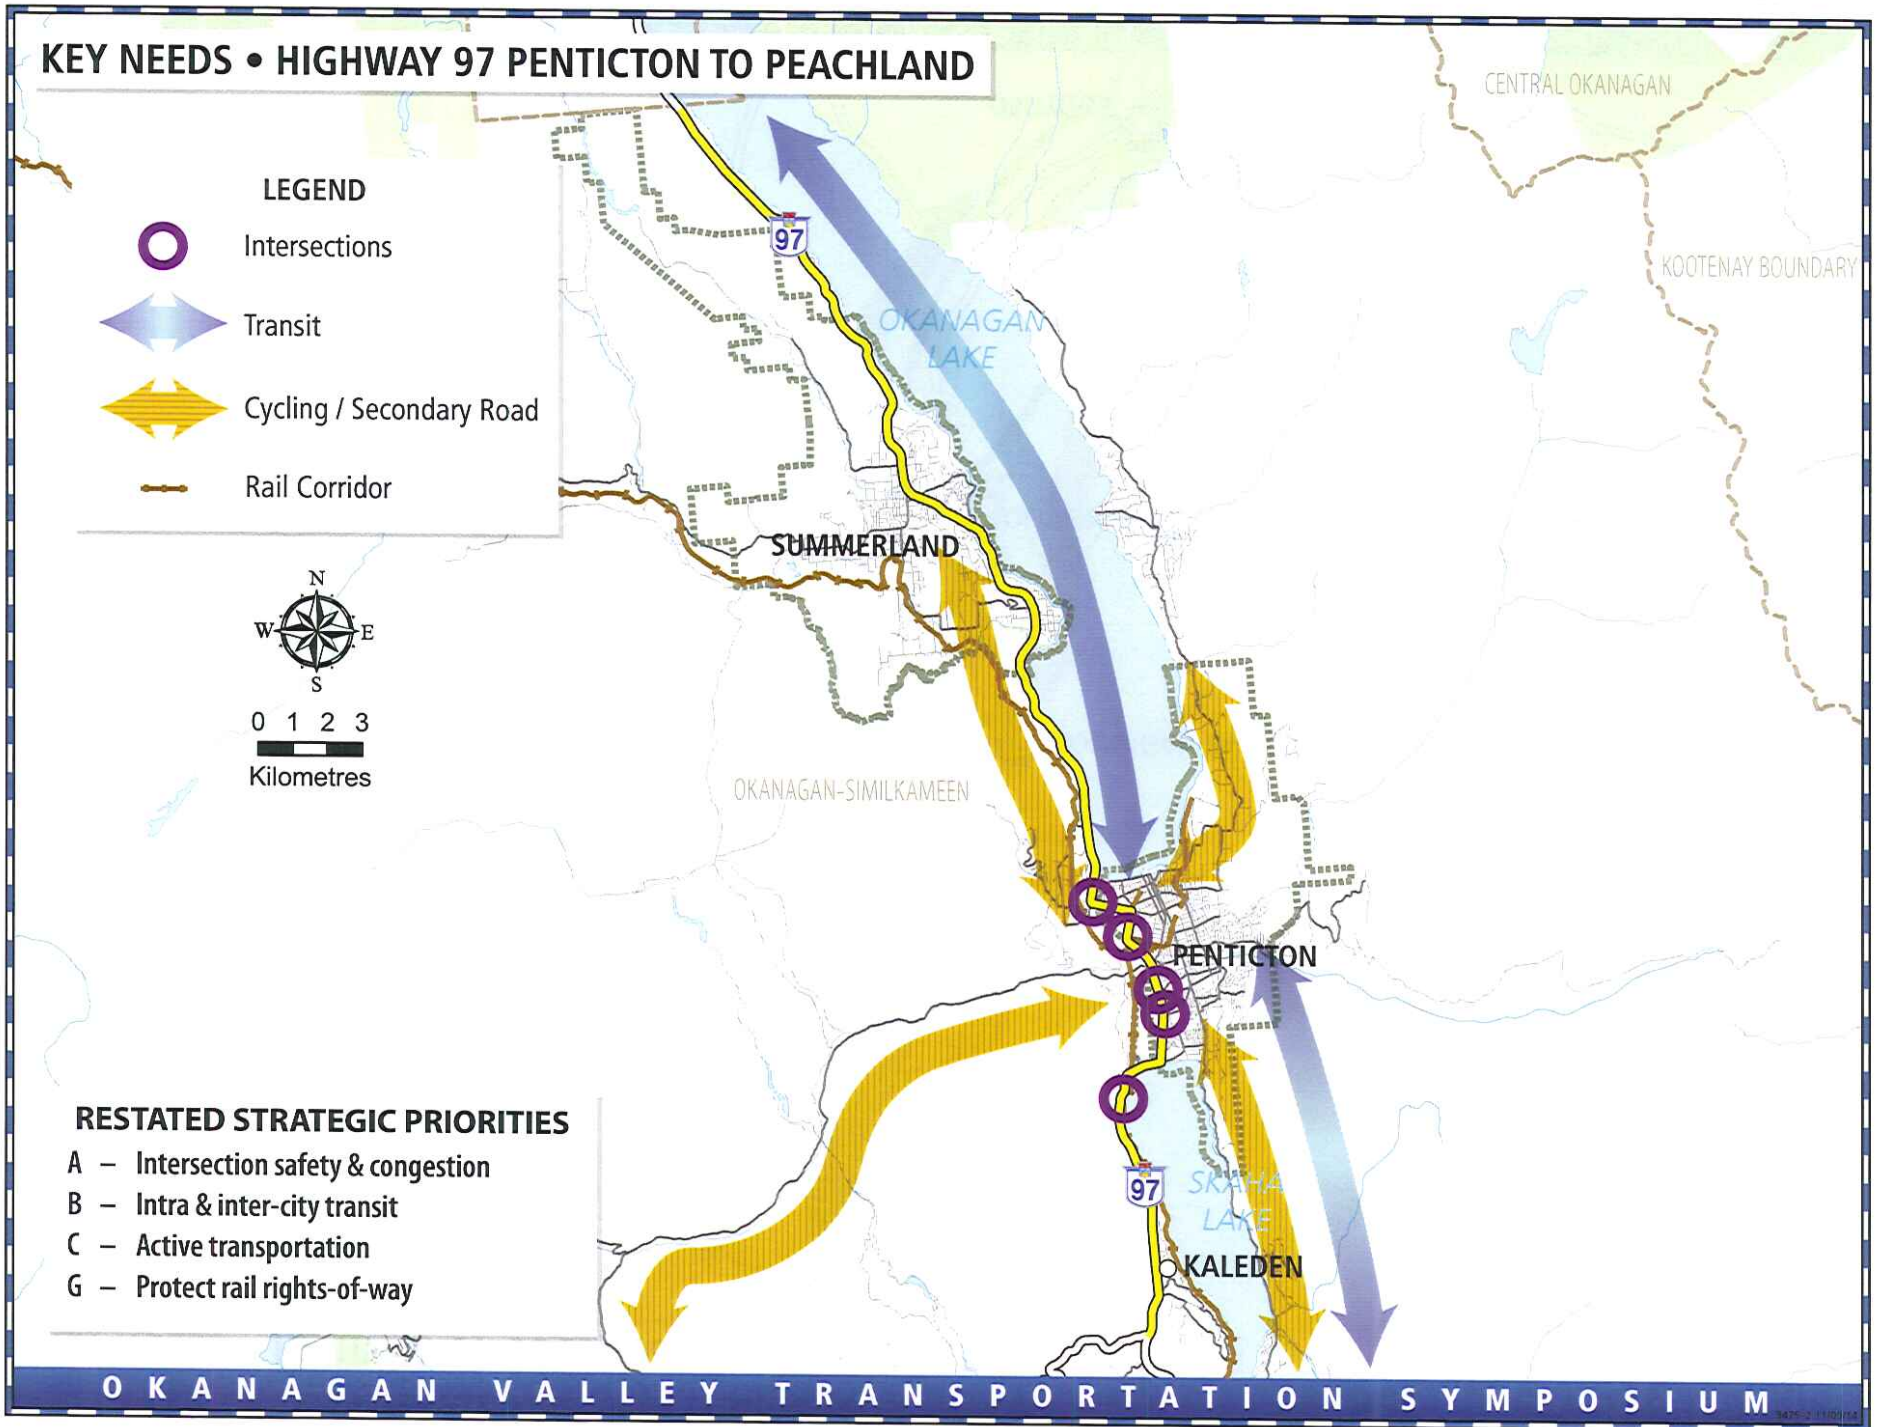 KEY NEEDS • HIGHWAY 97 PENTICTON TO PEACHLAND
CENTRAL OKANAGAN
KOOTENAY BOUNDARY
LEGEND
Intersections
Transit
Cycling / Secondary Road
Rail Corridor
97
OKANAGAN
LAKE
SUMMERLAND
N
W E
S
0 1 2 3
Kilometres
OKANAGAN-SIMILKAMEEN
PENTICTON
RESTATED STRATEGIC PRIORITIES
A – Intersection safety & congestion
B – Intra & inter-city transit
C – Active transportation
G – Protect rail rights-of-way
97
SKAHA
LAKE
KALEDEN
OKANAGAN VALLEY TRANSPORTATION SYMPOSIUM